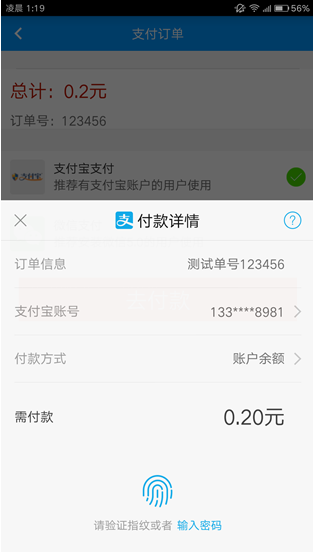 凌晨 1:19
56%
支付订单
总计：0.2元
订单号：123456
支付宝
支付宝支付
推荐有支付宝账户的用户使用
支 付款详情 ?
订单信息 测试单号123456
支付宝账号 133****8981
付款方式 账户余额
需付款 0.20元
请验证指纹或者 输入密码